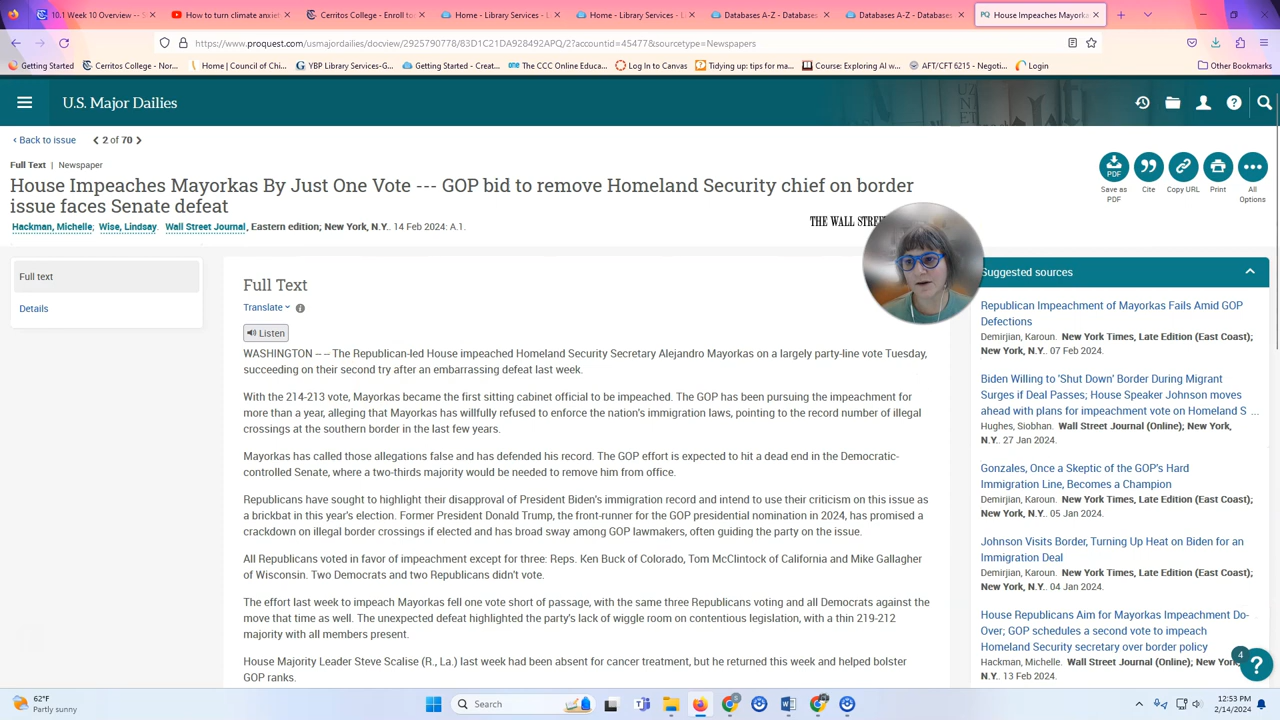 10.1 Week 10 Overview -- S
How to turn climate anxiet
Cerritos College - Enroll to
Home - Library Services - L
Home - Library Services - L
Databases A-Z - Databases
Databases A-Z - Databases
PQ House Impeaches Mayorkas
https://www.proquest.com/usmajordailies/docview/2925790778/83D1C21DA928492APQ/2?accountid=45477&sourcetype=Newspapers
Getting Started
Cerritos College - Nor...
Home | Council of Chi...
YBP Library Services-G...
Getting Started - Creat...
The CCC Online Educa...
Log In to Canvas
Tidying up: tips for ma...
Course: Exploring AI w...
AFT/CFT 6215 - Negoti...
Login
Other Bookmarks
U.S. Major Dailies
‹ Back to issue
2 of 70
Full Text | Newspaper
House Impeaches Mayorkas By Just One Vote --- GOP bid to remove Homeland Security chief on border
issue faces Senate defeat
Hackman, Michelle; Wise, Lindsay. Wall Street Journal, Eastern edition; New York, N.Y.. 14 Feb 2024: A.1.
THE WALL STREE
PDF
Save as
PDF
Cite
Copy URL
Print
All
Options
Full text
Details
Full Text
Translate
Listen
WASHINGTON -- -- The Republican-led House impeached Homeland Security Secretary Alejandro Mayorkas on a largely party-line vote Tuesday,
succeeding on their second try after an embarrassing defeat last week.
With the 214-213 vote, Mayorkas became the first sitting cabinet official to be impeached. The GOP has been pursuing the impeachment for
more than a year, alleging that Mayorkas has willfully refused to enforce the nation's immigration laws, pointing to the record number of illegal
crossings at the southern border in the last few years.
Mayorkas has called those allegations false and has defended his record. The GOP effort is expected to hit a dead end in the Democratic-
controlled Senate, where a two-thirds majority would be needed to remove him from office.
Republicans have sought to highlight their disapproval of President Biden's immigration record and intend to use their criticism on this issue as
a brickbat in this year's election. Former President Donald Trump, the front-runner for the GOP presidential nomination in 2024, has promised a
crackdown on illegal border crossings if elected and has broad sway among GOP lawmakers, often guiding the party on the issue.
All Republicans voted in favor of impeachment except for three: Reps. Ken Buck of Colorado, Tom McClintock of California and Mike Gallagher
of Wisconsin. Two Democrats and two Republicans didn't vote.
The effort last week to impeach Mayorkas fell one vote short of passage, with the same three Republicans voting and all Democrats against the
move that time as well. The unexpected defeat highlighted the party's lack of wiggle room on contentious legislation, with a thin 219-212
majority with all members present.
House Majority Leader Steve Scalise (R., La.) last week had been absent for cancer treatment, but he returned this week and helped bolster
GOP ranks.
Suggested sources
Republican Impeachment of Mayorkas Fails Amid GOP
Defections
Demirjian, Karoun. New York Times, Late Edition (East Coast);
New York, N.Y.. 07 Feb 2024.
Biden Willing to 'Shut Down' Border During Migrant
Surges if Deal Passes; House Speaker Johnson moves
ahead with plans for impeachment vote on Homeland S ...
Hughes, Siobhan. Wall Street Journal (Online); New York,
N.Y.. 27 Jan 2024.
Gonzales, Once a Skeptic of the GOP's Hard
Immigration Line, Becomes a Champion
Demirjian, Karoun. New York Times, Late Edition (East Coast);
New York, N.Y.. 05 Jan 2024.
Johnson Visits Border, Turning Up Heat on Biden for an
Immigration Deal
Demirjian, Karoun. New York Times, Late Edition (East Coast);
New York, N.Y.. 04 Jan 2024.
House Republicans Aim for Mayorkas Impeachment Do-
Over; GOP schedules a second vote to impeach
Homeland Security secretary over border policy
Hackman, Michelle. Wall Street Journal (Online); New York,
N.Y.. 13 Feb 2024.
4
62°F
Partly sunny
Search
12:53 PM
2/14/2024